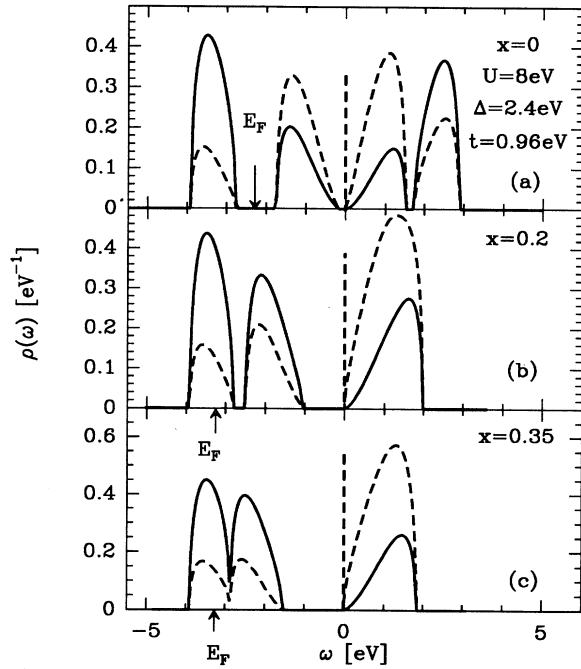 0.4
0.3
0.2
0.1
0
x=0
U=8eV
Δ=2.4eV
t=0.96eV
E_F
(a)
ρ(ω) [eV⁻¹]
0.4
0.3
0.2
0.1
0
x=0.2
(b)
E_F
0.6
0.4
0.2
0
x=0.35
(c)
−5
0
5
E_F
ω [eV]